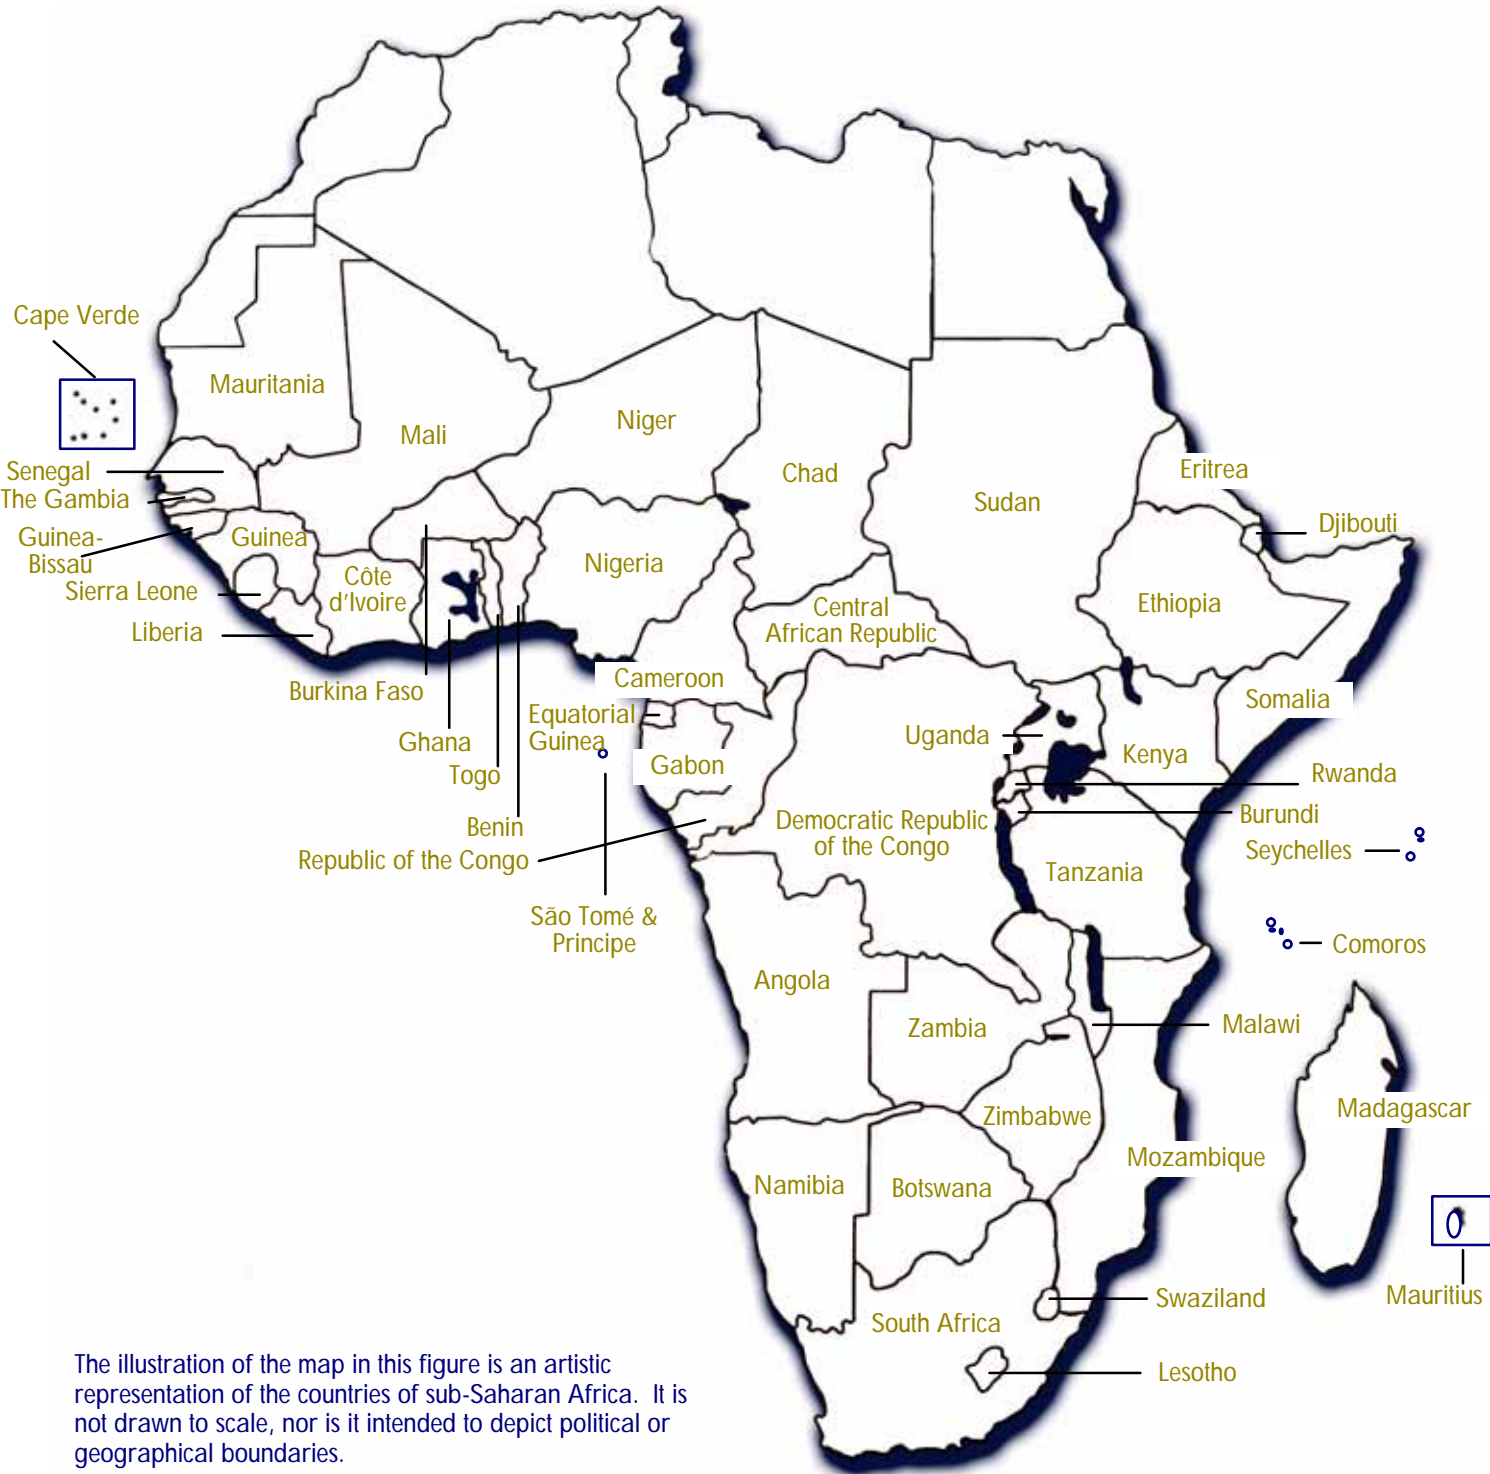 Cape Verde
Mauritania
Mali
Niger
Chad
Sudan
Eritrea
Senegal
The Gambia
Guinea-
Bissau
Guinea
Sierra Leone
Liberia
Côte
d'Ivoire
Burkina Faso
Ghana
Togo
Benin
Nigeria
Djibouti
Ethiopia
Central
African Republic
Cameroon
Somalia
Equatorial
Guinea
Gabon
Uganda
Kenya
Rwanda
Burundi
Democratic Republic
of the Congo
Republic of the Congo
Seychelles
Tanzania
São Tomé &
Principe
Comoros
Angola
Zambia
Malawi
Madagascar
Zimbabwe
Mozambique
Namibia
Botswana
Mauritius
Swaziland
South Africa
Lesotho
The illustration of the map in this figure is an artistic
representation of the countries of sub-Saharan Africa. It is
not drawn to scale, nor is it intended to depict political or
geographical boundaries.